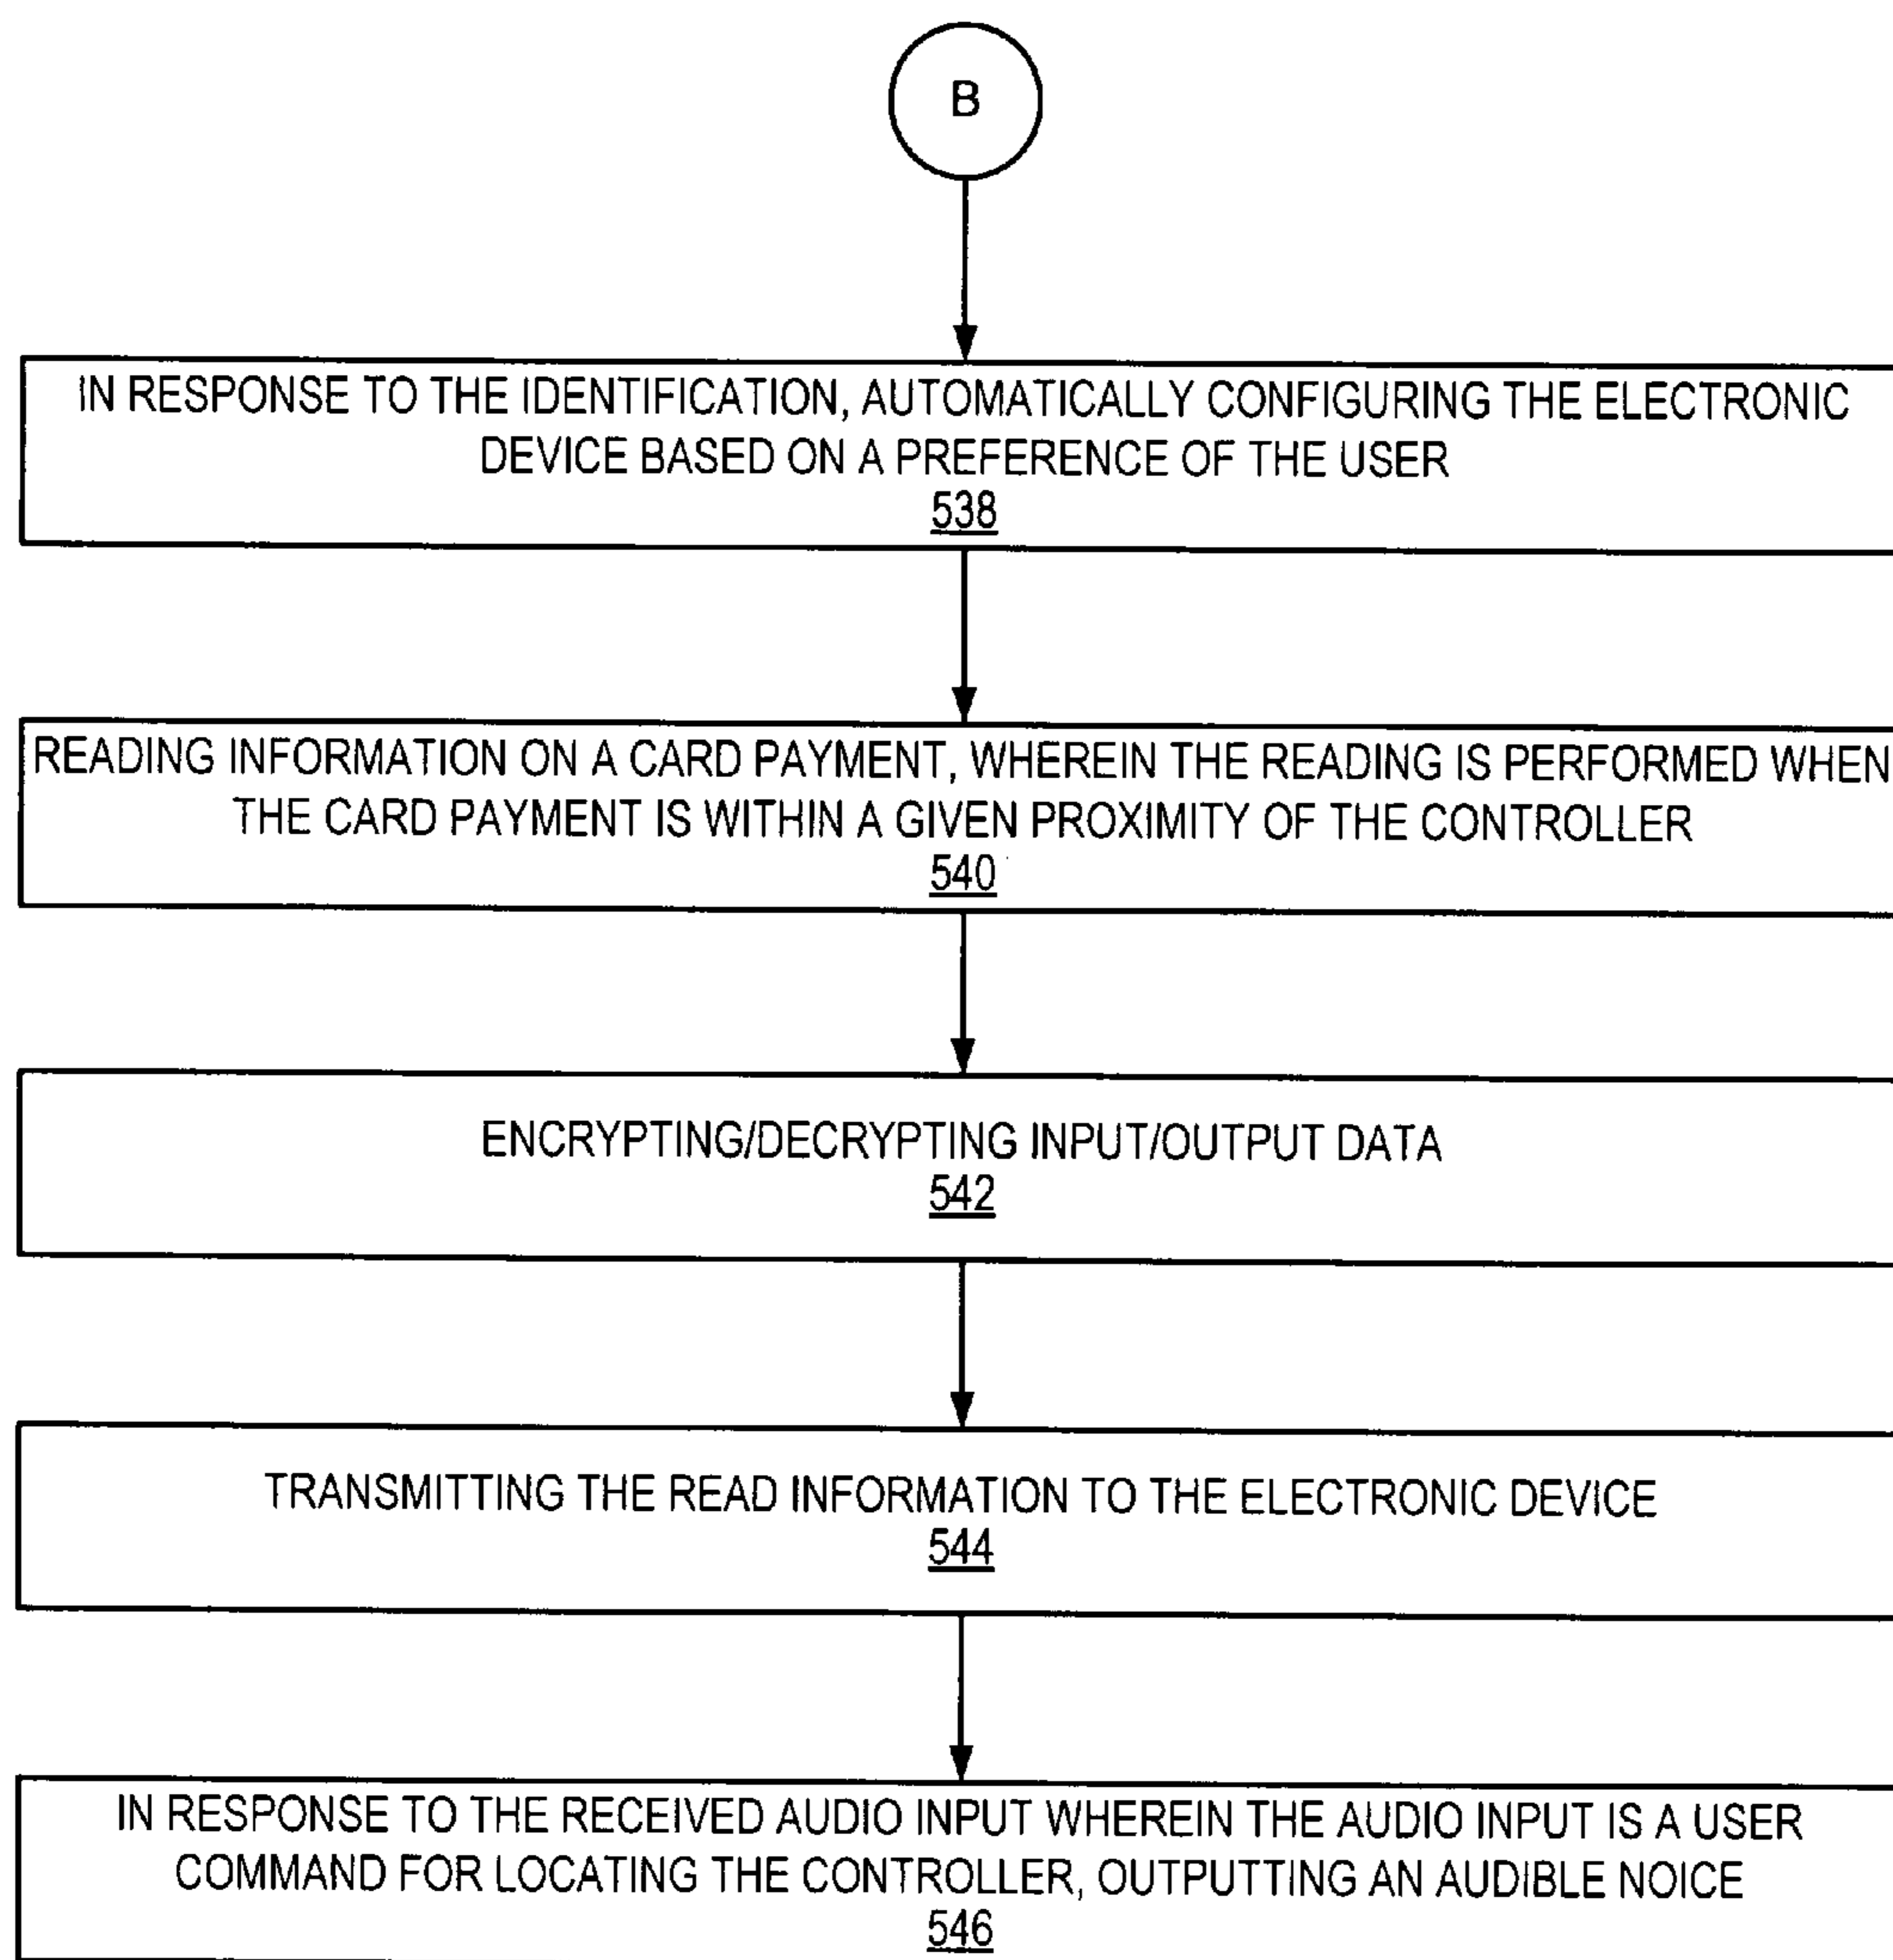 B
IN RESPONSE TO THE IDENTIFICATION, AUTOMATICALLY CONFIGURING THE ELECTRONIC
DEVICE BASED ON A PREFERENCE OF THE USER
538
READING INFORMATION ON A CARD PAYMENT, WHEREIN THE READING IS PERFORMED WHEN
THE CARD PAYMENT IS WITHIN A GIVEN PROXIMITY OF THE CONTROLLER
540
ENCRYPTING/DECRYPTING INPUT/OUTPUT DATA
542
TRANSMITTING THE READ INFORMATION TO THE ELECTRONIC DEVICE
544
IN RESPONSE TO THE RECEIVED AUDIO INPUT WHEREIN THE AUDIO INPUT IS A USER
COMMAND FOR LOCATING THE CONTROLLER, OUTPUTTING AN AUDIBLE NOICE
546